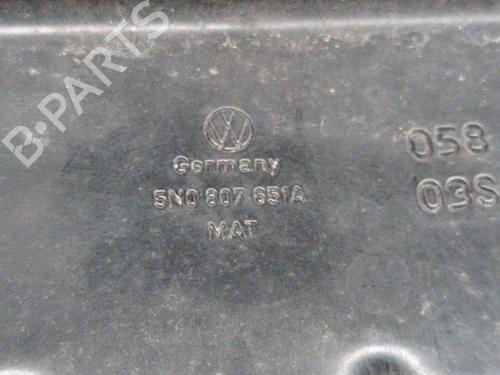 B-PARTS
Germany
058
5N0 807 651A
03S
MAT